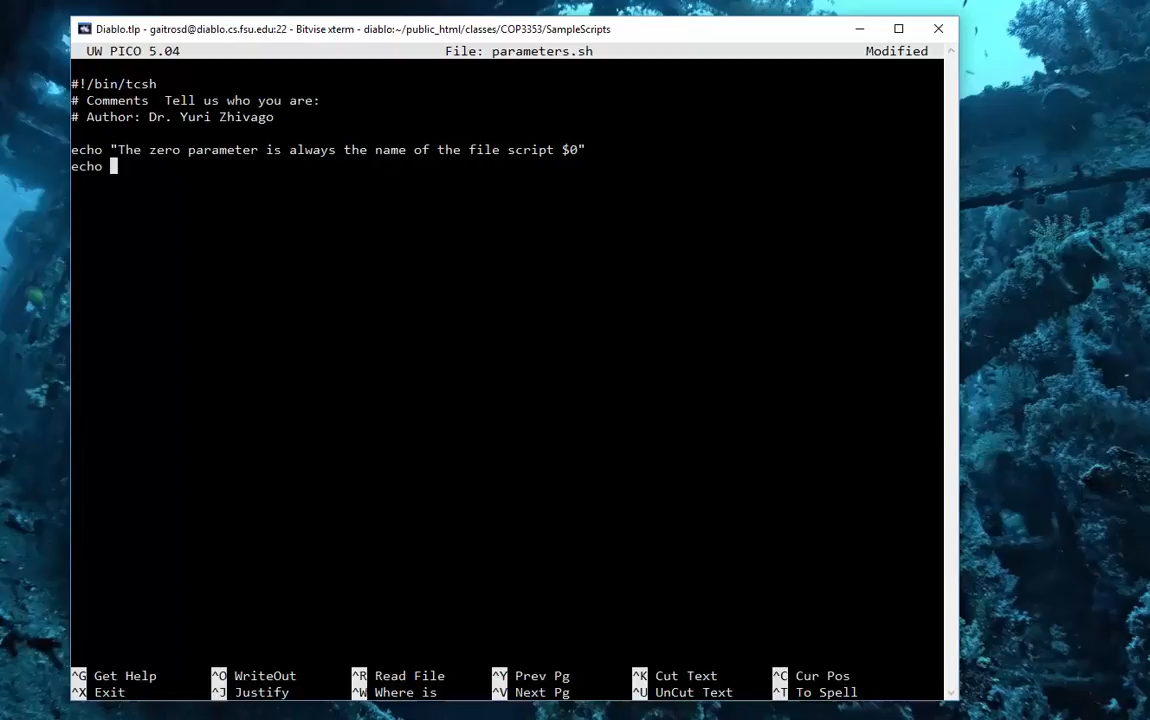 Diablo.tlp - gaitrosd@diablo.cs.fsu.edu:22 - Bitvise xterm - diablo:~/public_html/classes/COP3353/SampleScripts
UW PICO 5.04 File: parameters.sh Modified
#!/bin/tcsh
# Comments  Tell us who you are:
# Author: Dr. Yuri Zhivago
echo "The zero parameter is always the name of the file script $0"
echo
^G Get Help ^O WriteOut ^R Read File ^Y Prev Pg ^K Cut Text ^C Cur Pos
^X Exit ^J Justify ^W Where is ^V Next Pg ^U UnCut Text ^T To Spell